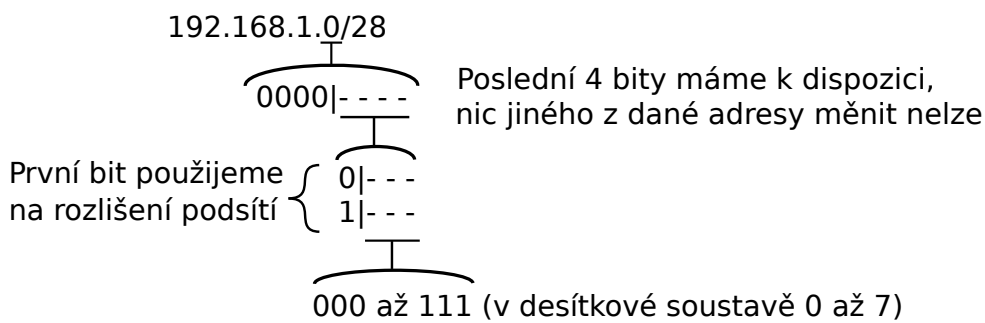 192.168.1.0/28
Poslední 4 bity máme k dispozici,
nic jiného z dané adresy měnit nelze
0000|- - - -
První bit použijeme
na rozlišení podsítí
0|- - -
1|- - -
000 až 111 (v desítkové soustavě 0 až 7)